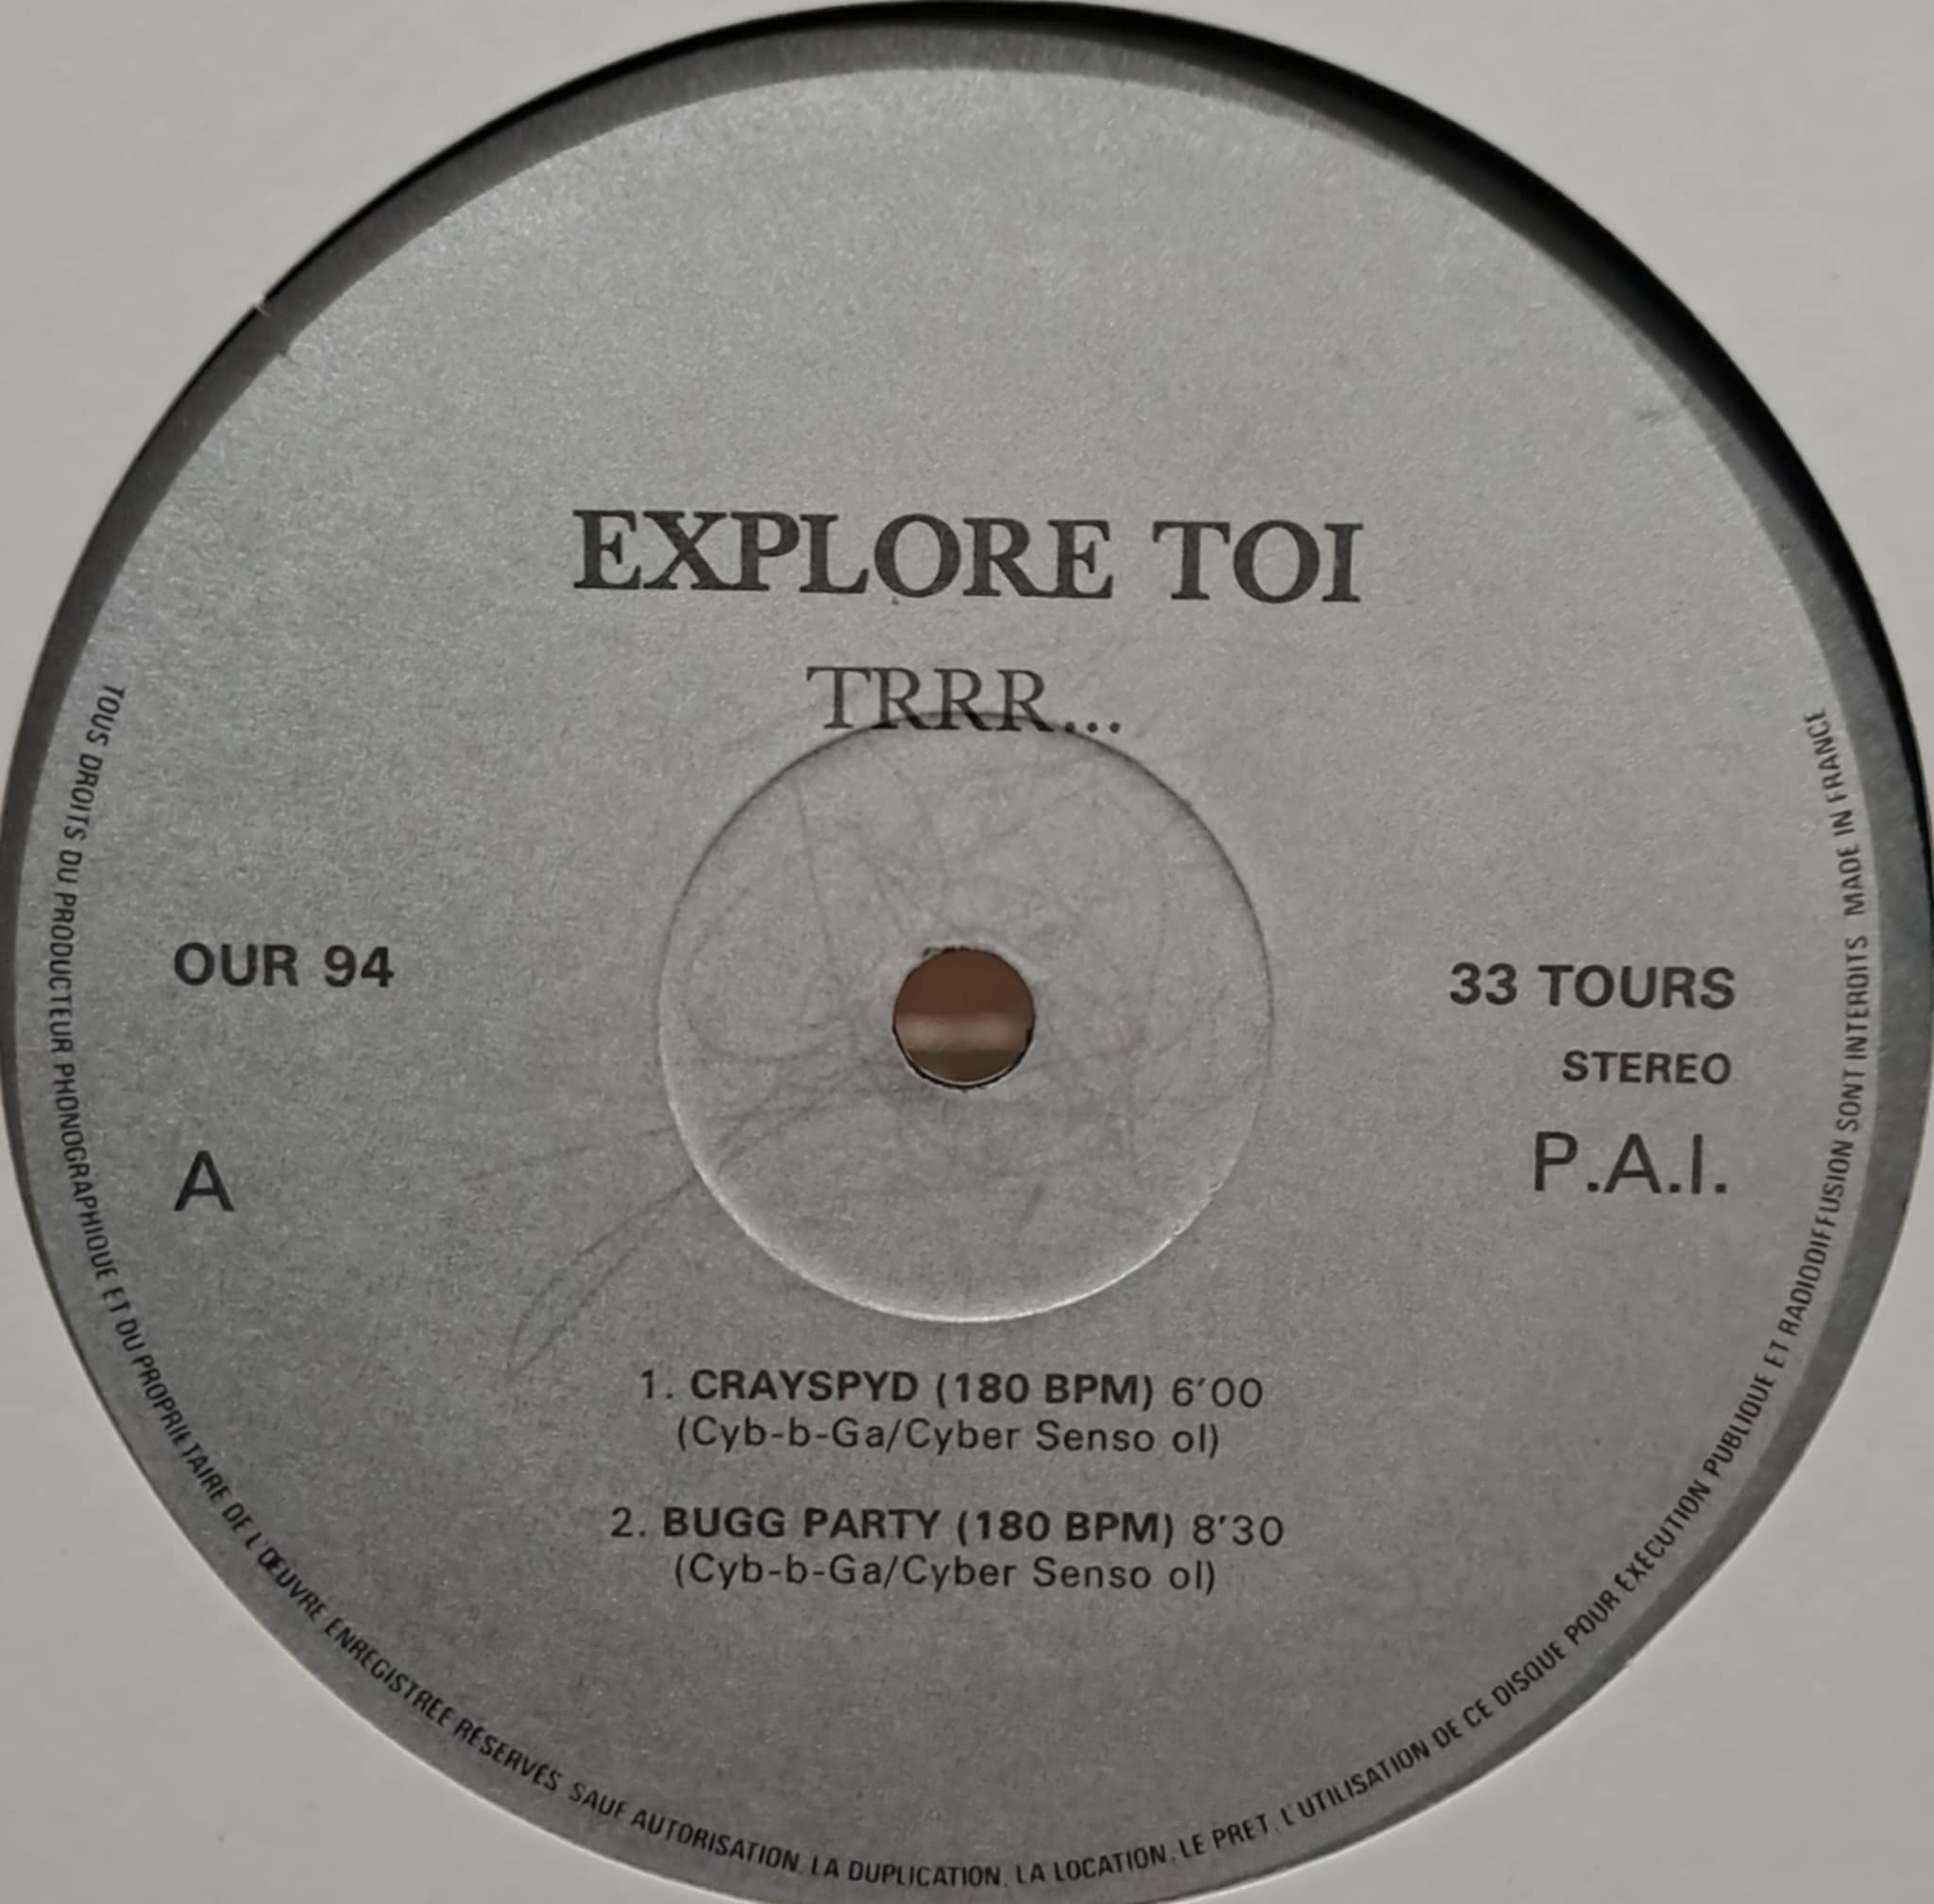 EXPLORE TOI
TRRR...
OUR 94
A
33 TOURS
STEREO
P.A.I.
1. CRAYSPYD (180 BPM) 6'00
(Cyb-b-Ga/Cyber Senso ol)
2. BUGG PARTY (180 BPM) 8'30
(Cyb-b-Ga/Cyber Senso ol)
TOUS DROITS DU PRODUCTEUR PHONOGRAPHIQUE ET DU PROPRIETAIRE DE L'ŒUVRE ENREGISTREE RÉSERVÉS SAUF AUTORISATION. LA DUPLICATION. LA LOCATION. LE PRET. L'UTILISATION DE CE DISQUE POUR EXÉCUTION PUBLIQUE ET RADIODIFFUSION SONT INTERDITS MADE IN FRANCE